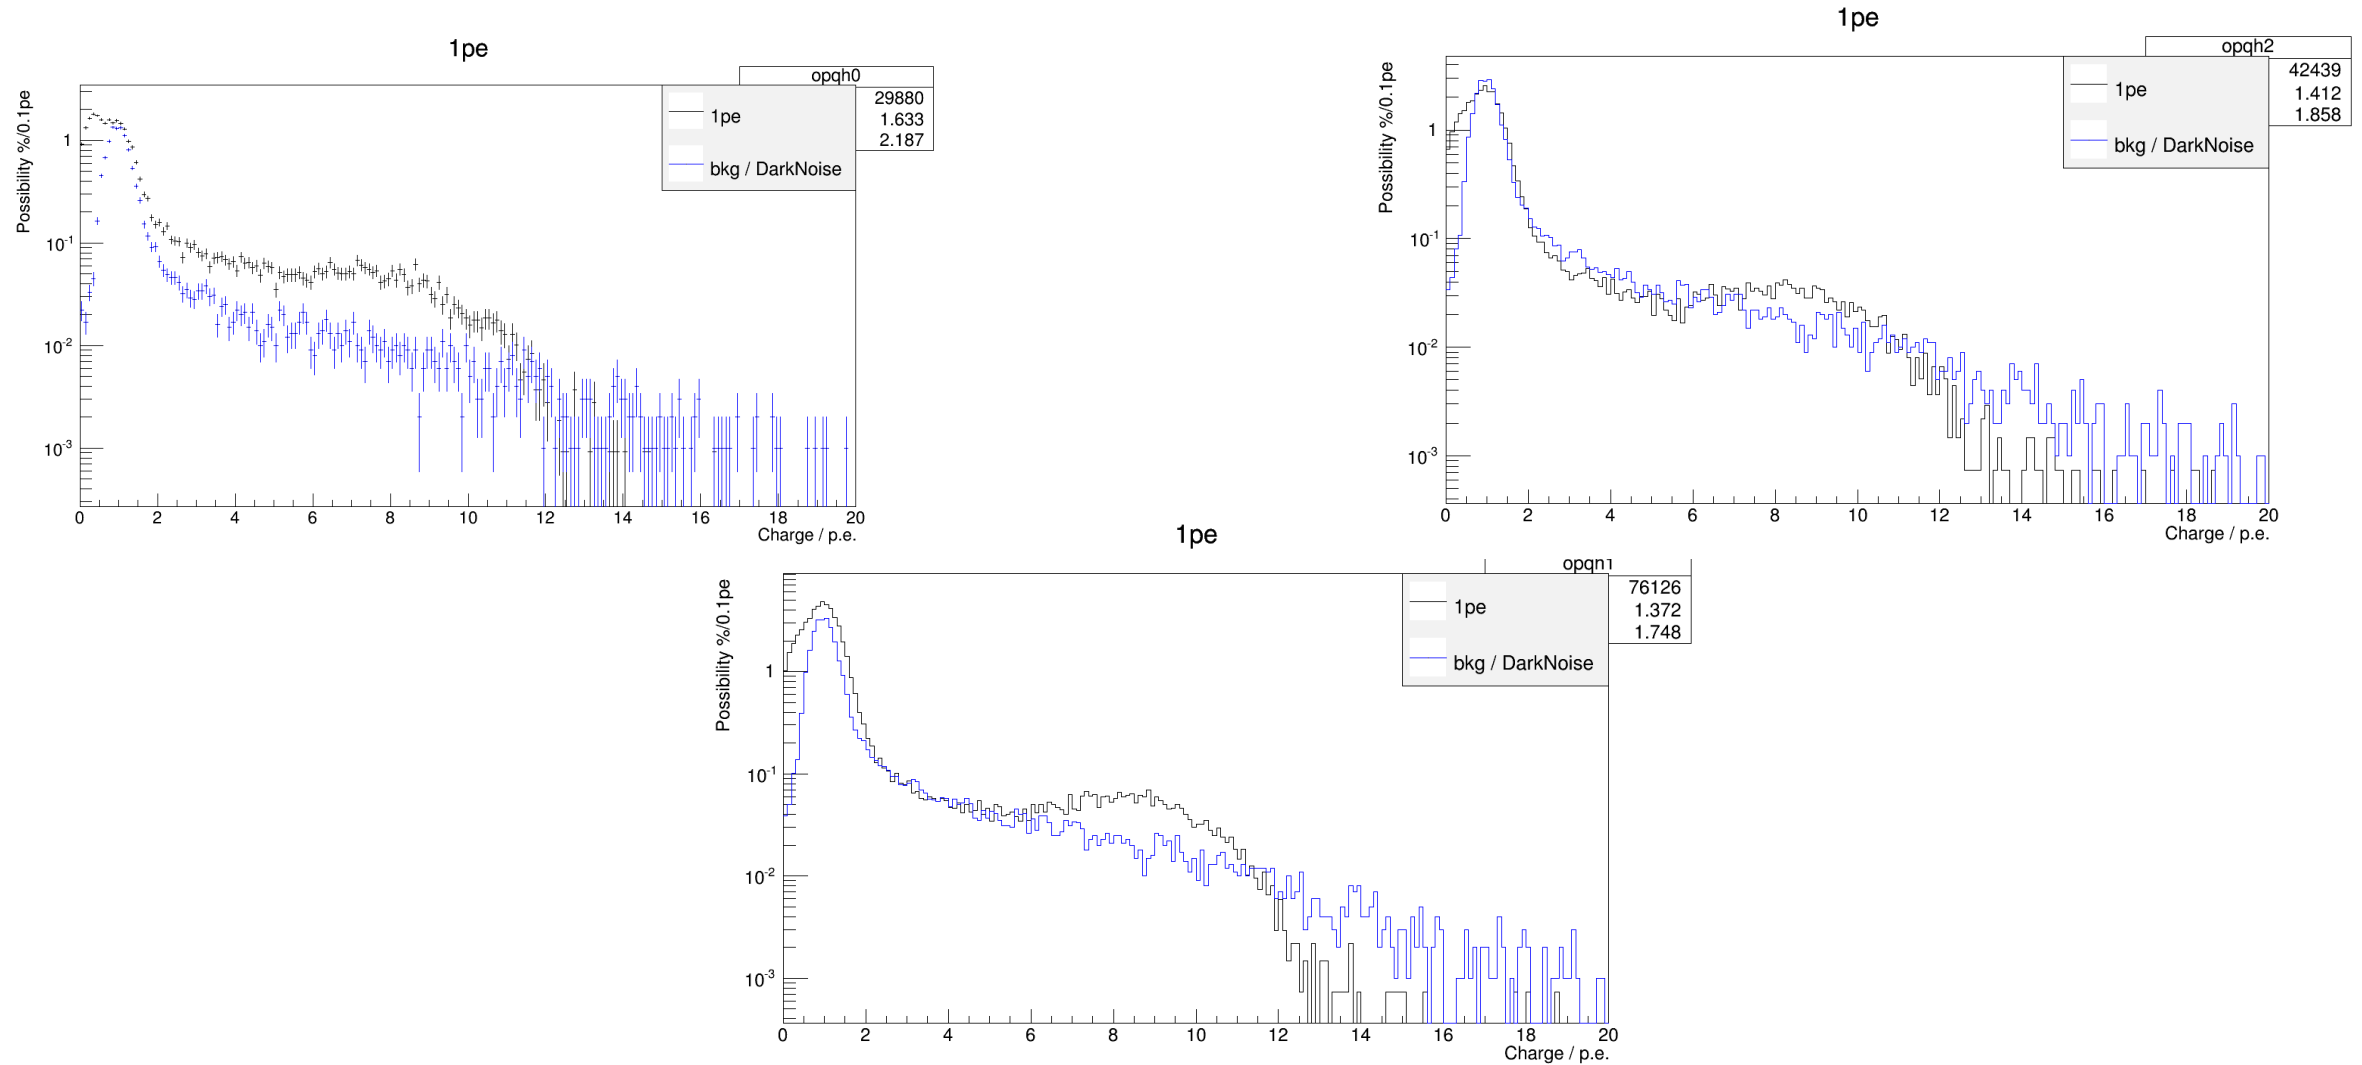 1pe
opqh0
29880
1.633
2.187
1pe
bkg / DarkNoise
Possibility %/0.1pe
1
10-1
10-2
10-3
0 2 4 6 8 10 12 14 16 18 20
Charge / p.e.
1pe
opqh2
42439
1.412
1.858
1pe
bkg / DarkNoise
Possibility %/0.1pe
1
10-1
10-2
10-3
0 2 4 6 8 10 12 14 16 18 20
Charge / p.e.
1pe
opqh1
76126
1.372
1.748
1pe
bkg / DarkNoise
Possibility %/0.1pe
1
10-1
10-2
10-3
0 2 4 6 8 10 12 14 16 18 20
Charge / p.e.